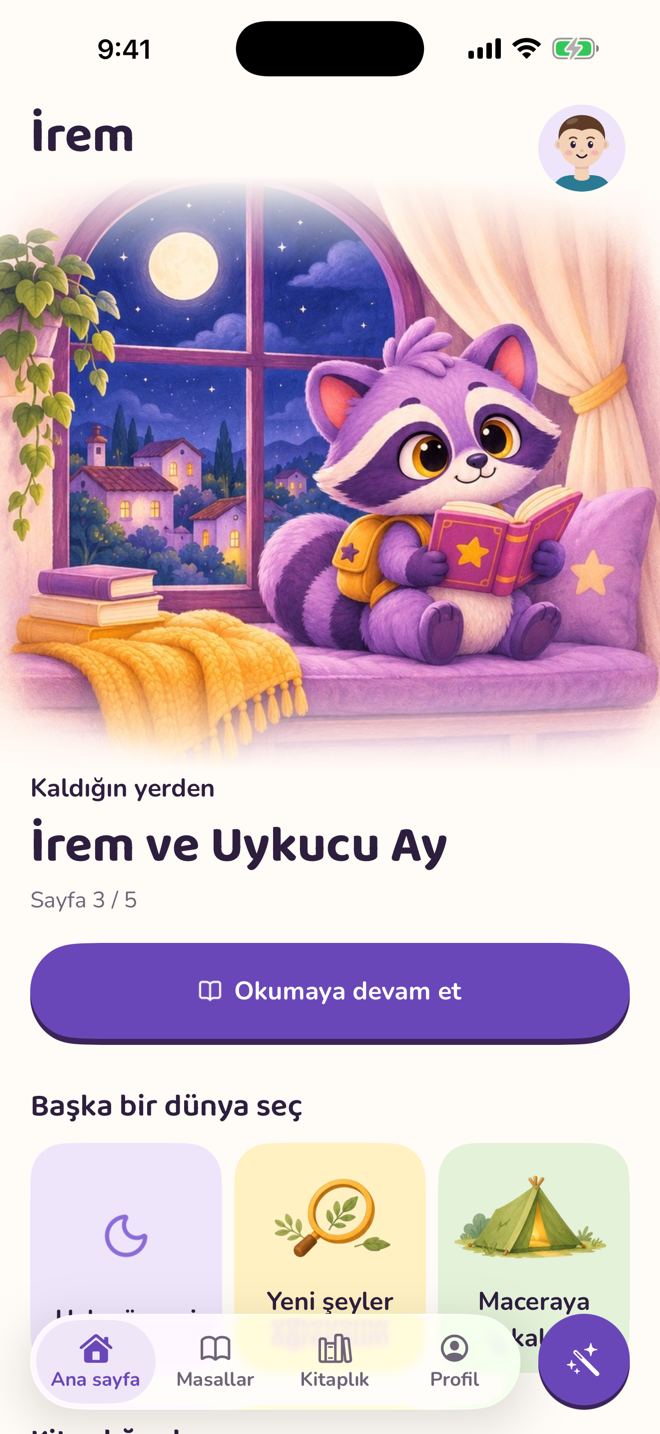 9:41
İrem
Kaldığın yerden
İrem ve Uykucu Ay
Sayfa 3 / 5
Okumaya devam et
Başka bir dünya seç
Yeni şeyler
Maceraya
Ana sayfa
Masallar
Kitaplık
Profil